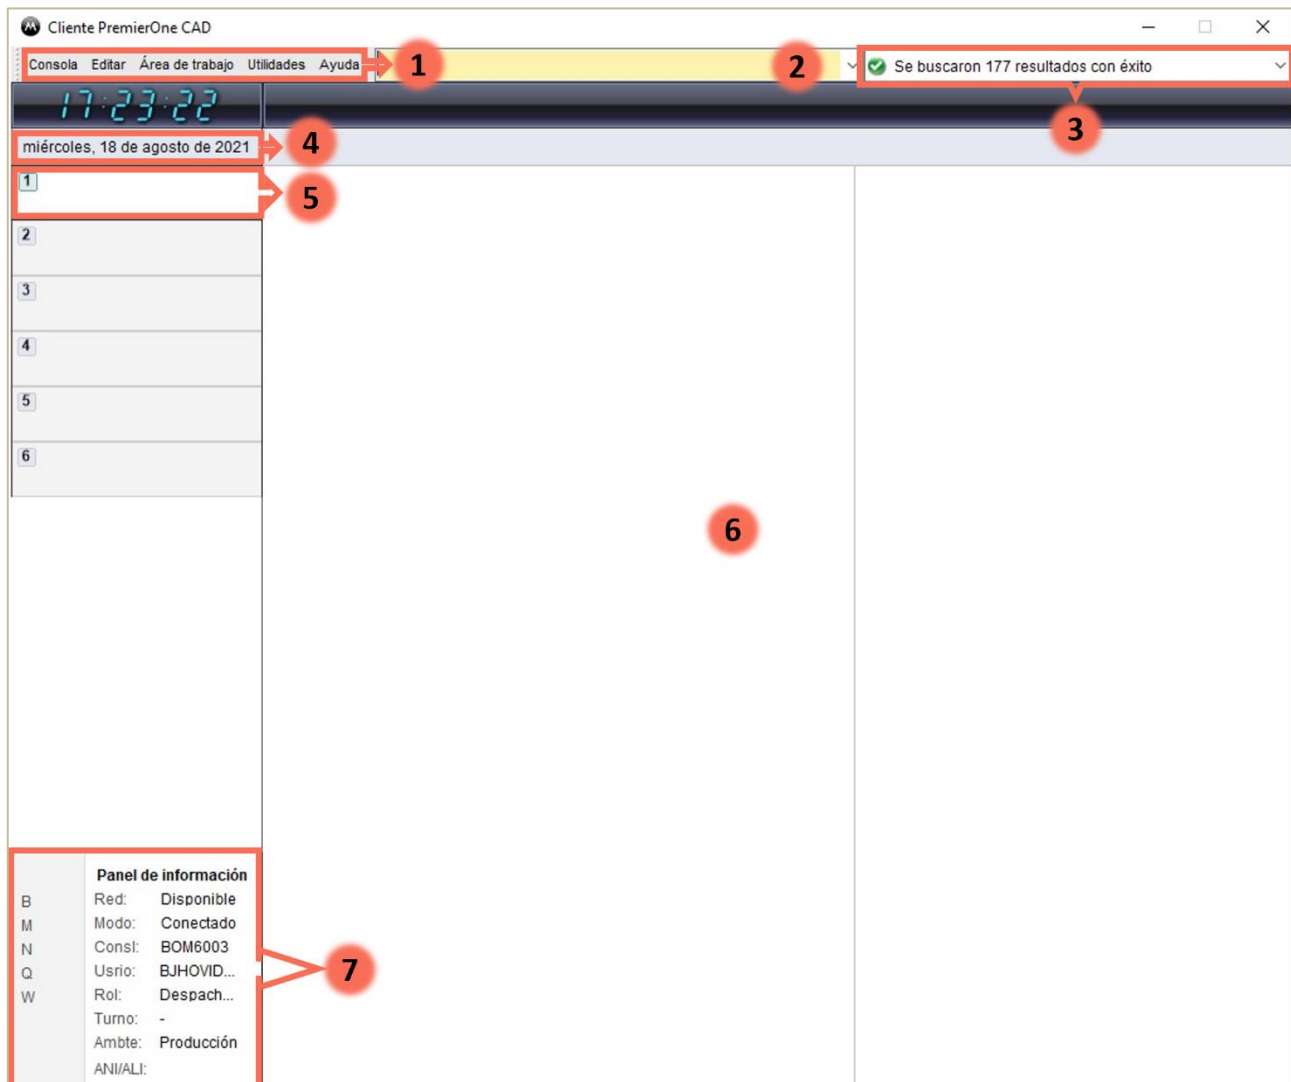 Cliente PremierOne CAD
Consola Editar Área de trabajo Utilidades Ayuda 1 2 Se buscaron 177 resultados con éxito
17:23:22 3
miércoles, 18 de agosto de 2021 4
1 5
2
3
4
5
6
6
Panel de información
B Red: Disponible
M Modo: Conectado
N Consl: BOM6003
Q Usrio: BJHOVID... 7
W Rol: Despach...
Turno: -
Ambte: Producción
ANI/ALI: